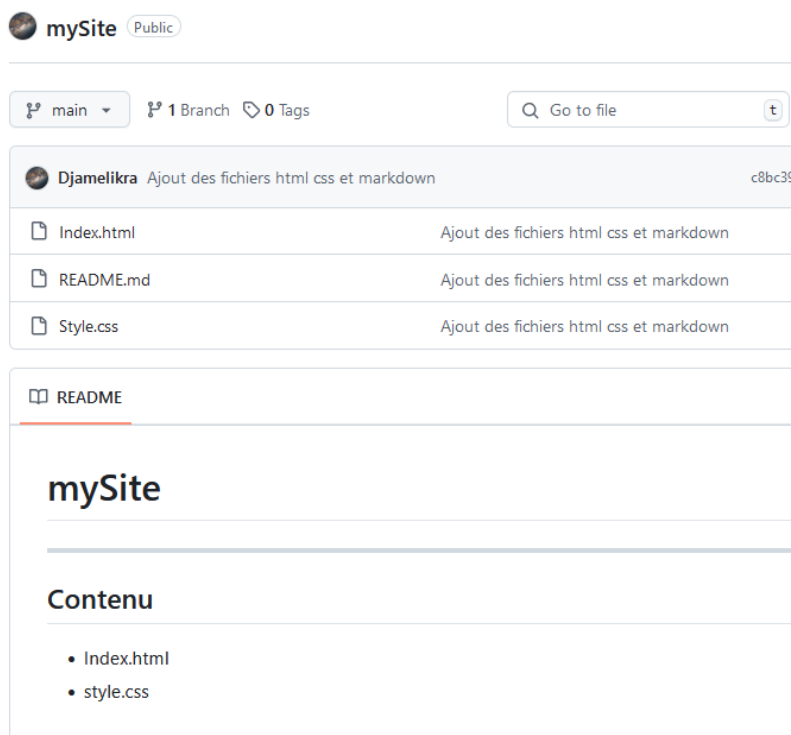 mySite Public
main 1 Branch 0 Tags Go to file t
Djamelikra Ajout des fichiers html css et markdown c8bc39
Index.html Ajout des fichiers html css et markdown
README.md Ajout des fichiers html css et markdown
Style.css Ajout des fichiers html css et markdown
README
mySite
Contenu
• Index.html
• style.css